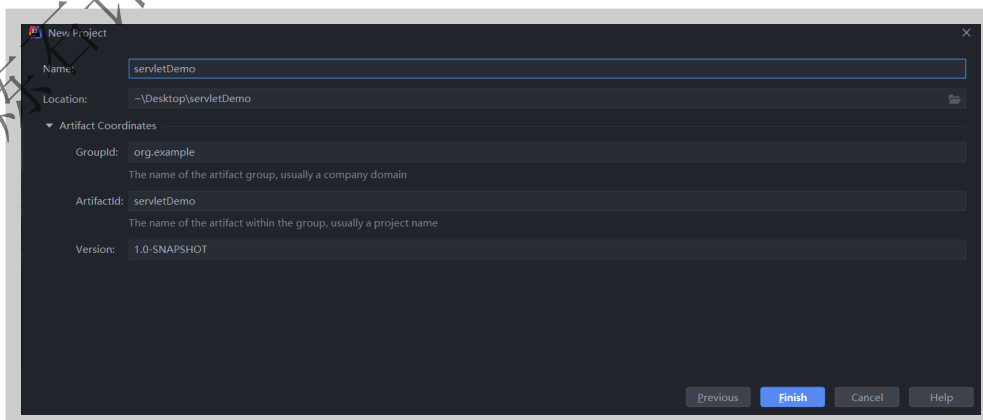 New Project
Name: servletDemo
Location: ~\Desktop\servletDemo
Artifact Coordinates
GroupId: org.example
The name of the artifact group, usually a company domain
ArtifactId: servletDemo
The name of the artifact within the group, usually a project name
Version: 1.0-SNAPSHOT
Previous Finish Cancel Help